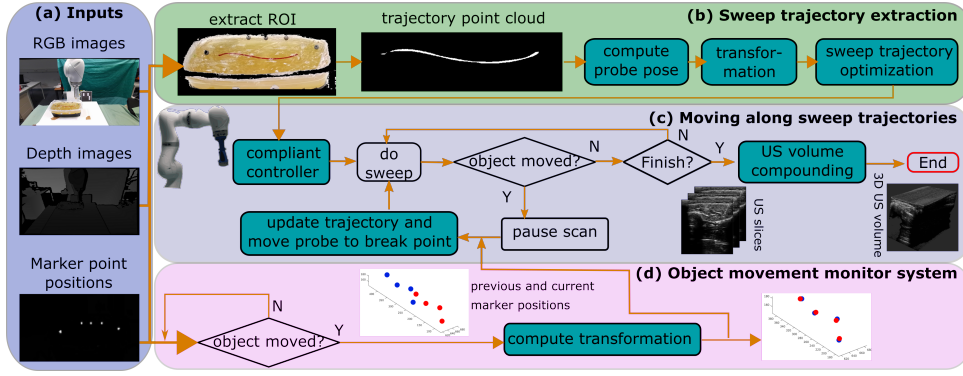 (a) Inputs
RGB images
Depth images
Marker point
positions
(b) Sweep trajectory extraction
extract ROI
trajectory point cloud
compute
probe pose
transfor-
mation
sweep trajectory
optimization
(c) Moving along sweep trajectories
compliant
controller
do
sweep
object moved?
N
Y
Finish?
N
Y
US volume
compounding
End
update trajectory and
move probe to break point
pause scan
US slices
3D US volume
(d) Object movement monitor system
object moved?
N
Y
previous and current
marker positions
compute transformation